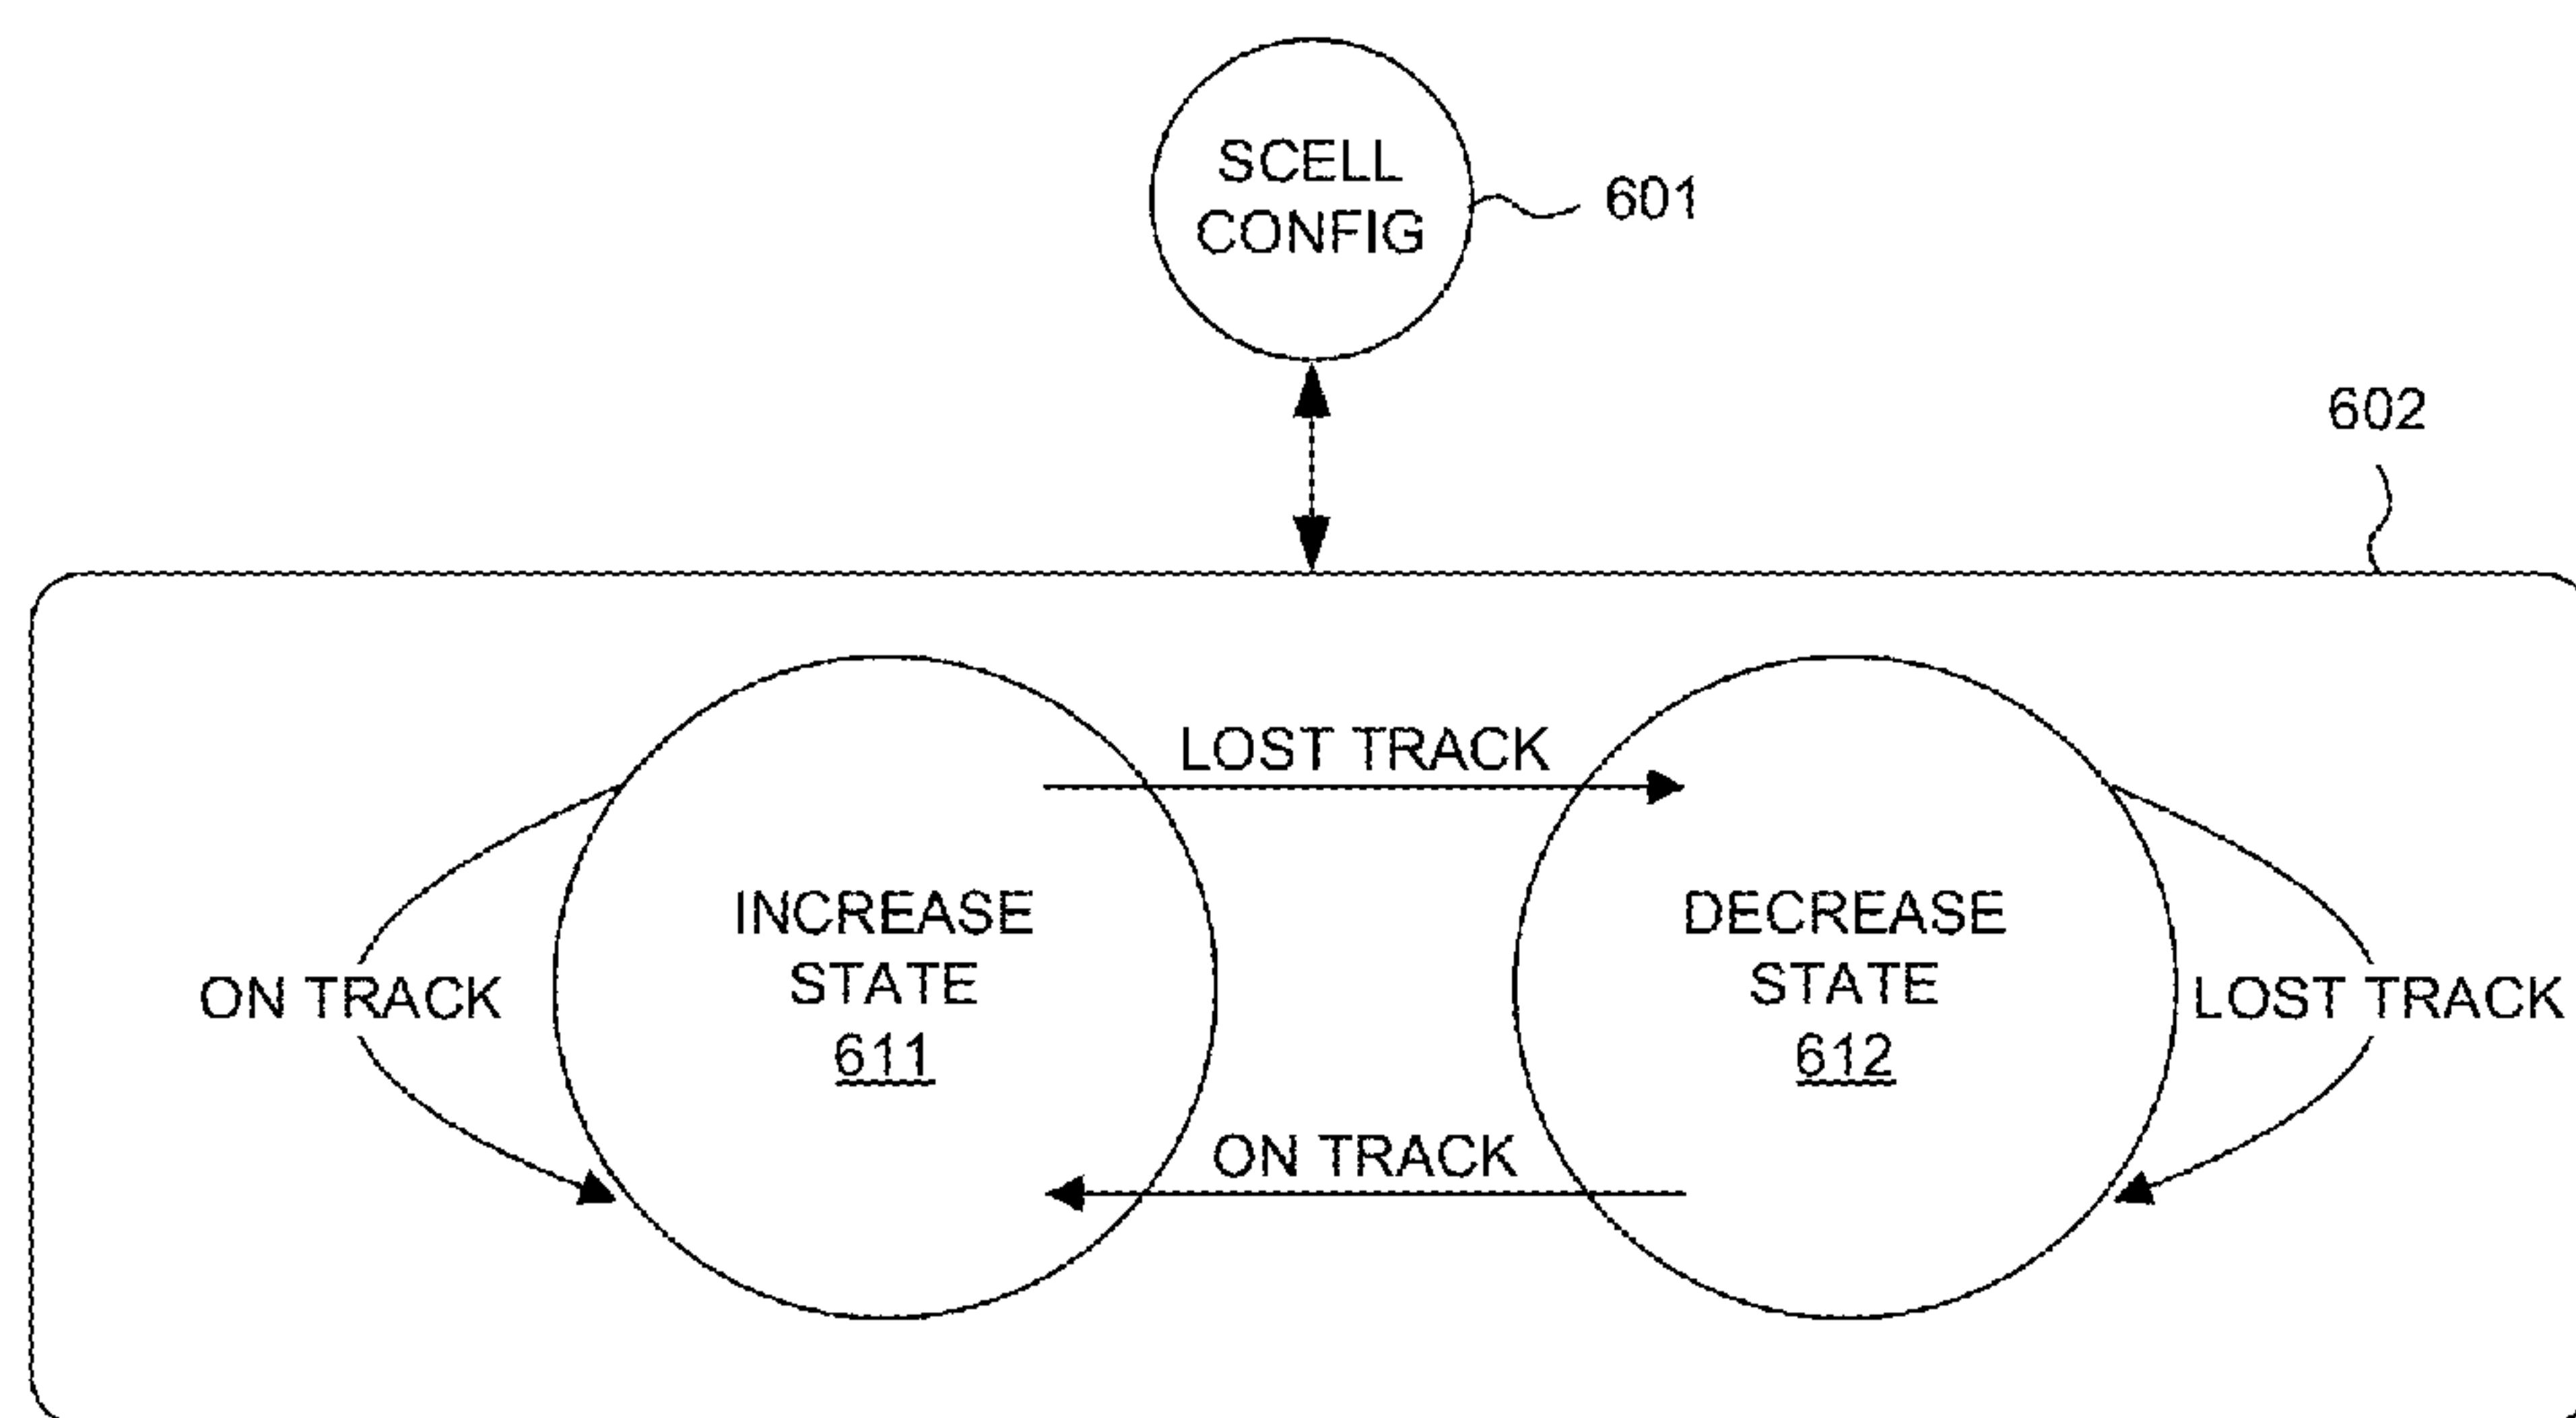 SCELL
CONFIG
601
602
LOST TRACK
INCREASE
STATE
611
DECREASE
STATE
612
ON TRACK
LOST TRACK
ON TRACK